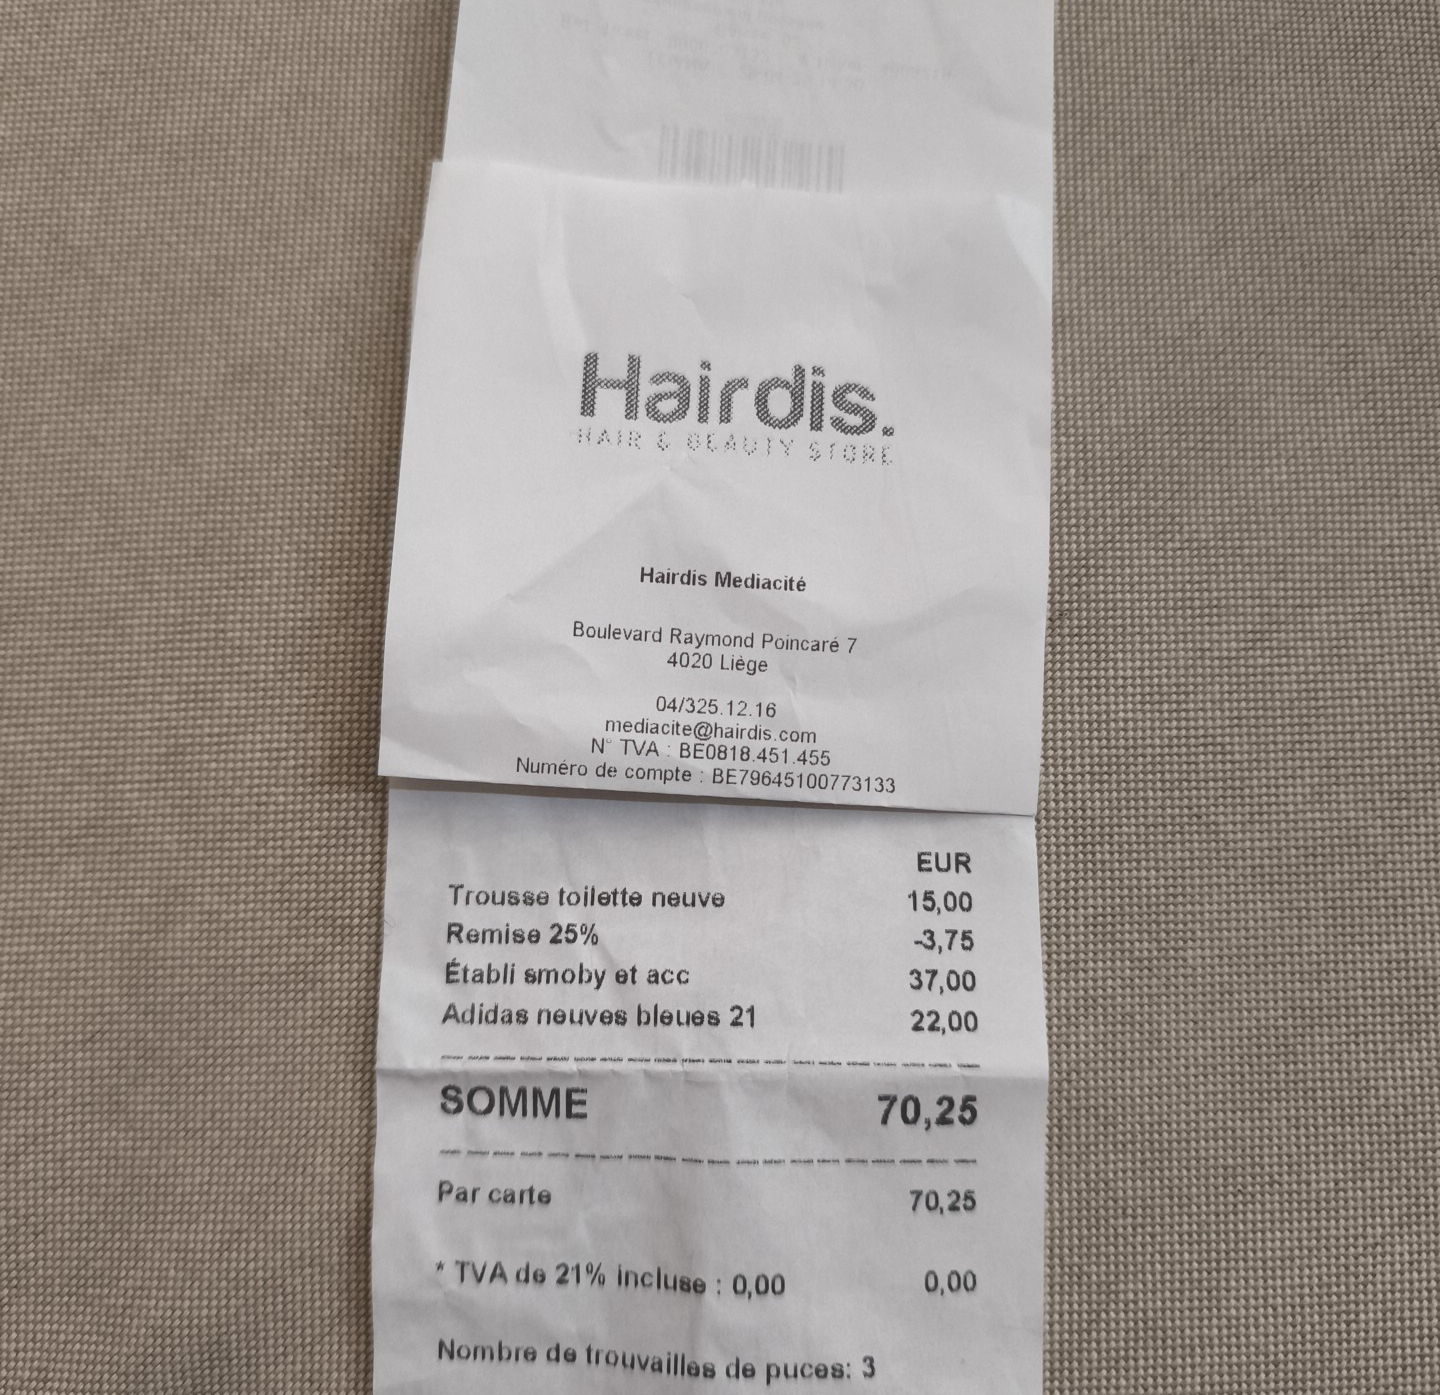 Hairdis.
HAIR & BEAUTY STORE
Hairdis Mediacité
Boulevard Raymond Poincaré 7
4020 Liège
04/325.12.16
mediacite@hairdis.com
N° TVA : BE0818.451.455
Numéro de compte : BE79645100773133
EUR
Trousse toilette neuve 15,00
Remise 25% -3,75
Établi smoby et acc 37,00
Adidas neuves bleues 21 22,00
SOMME 70,25
Par carte 70,25
* TVA de 21% incluse : 0,00 0,00
Nombre de trouvailles de puces: 3